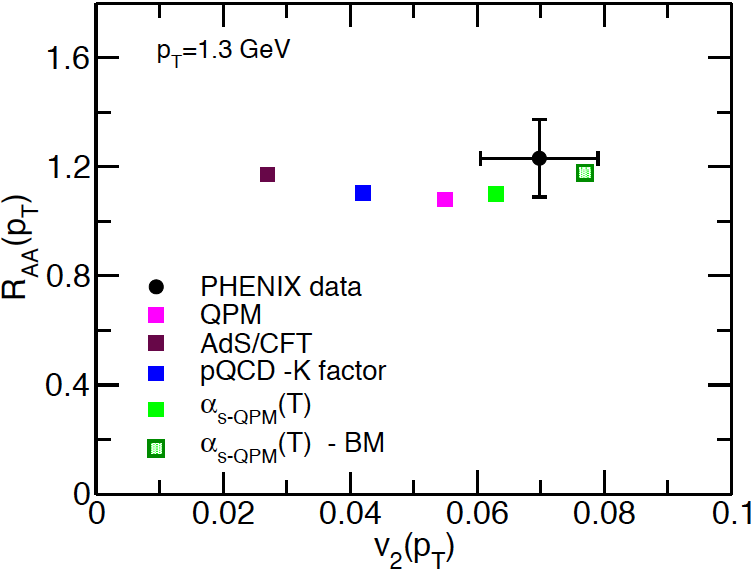 p_T=1.3 GeV
R_AA(p_T)
1.6
1.2
0.8
0.4
0
PHENIX data
QPM
AdS/CFT
pQCD -K factor
α_s-QPM(T)
α_s-QPM(T) - BM
0 0.02 0.04 0.06 0.08 0.1
v_2(p_T)